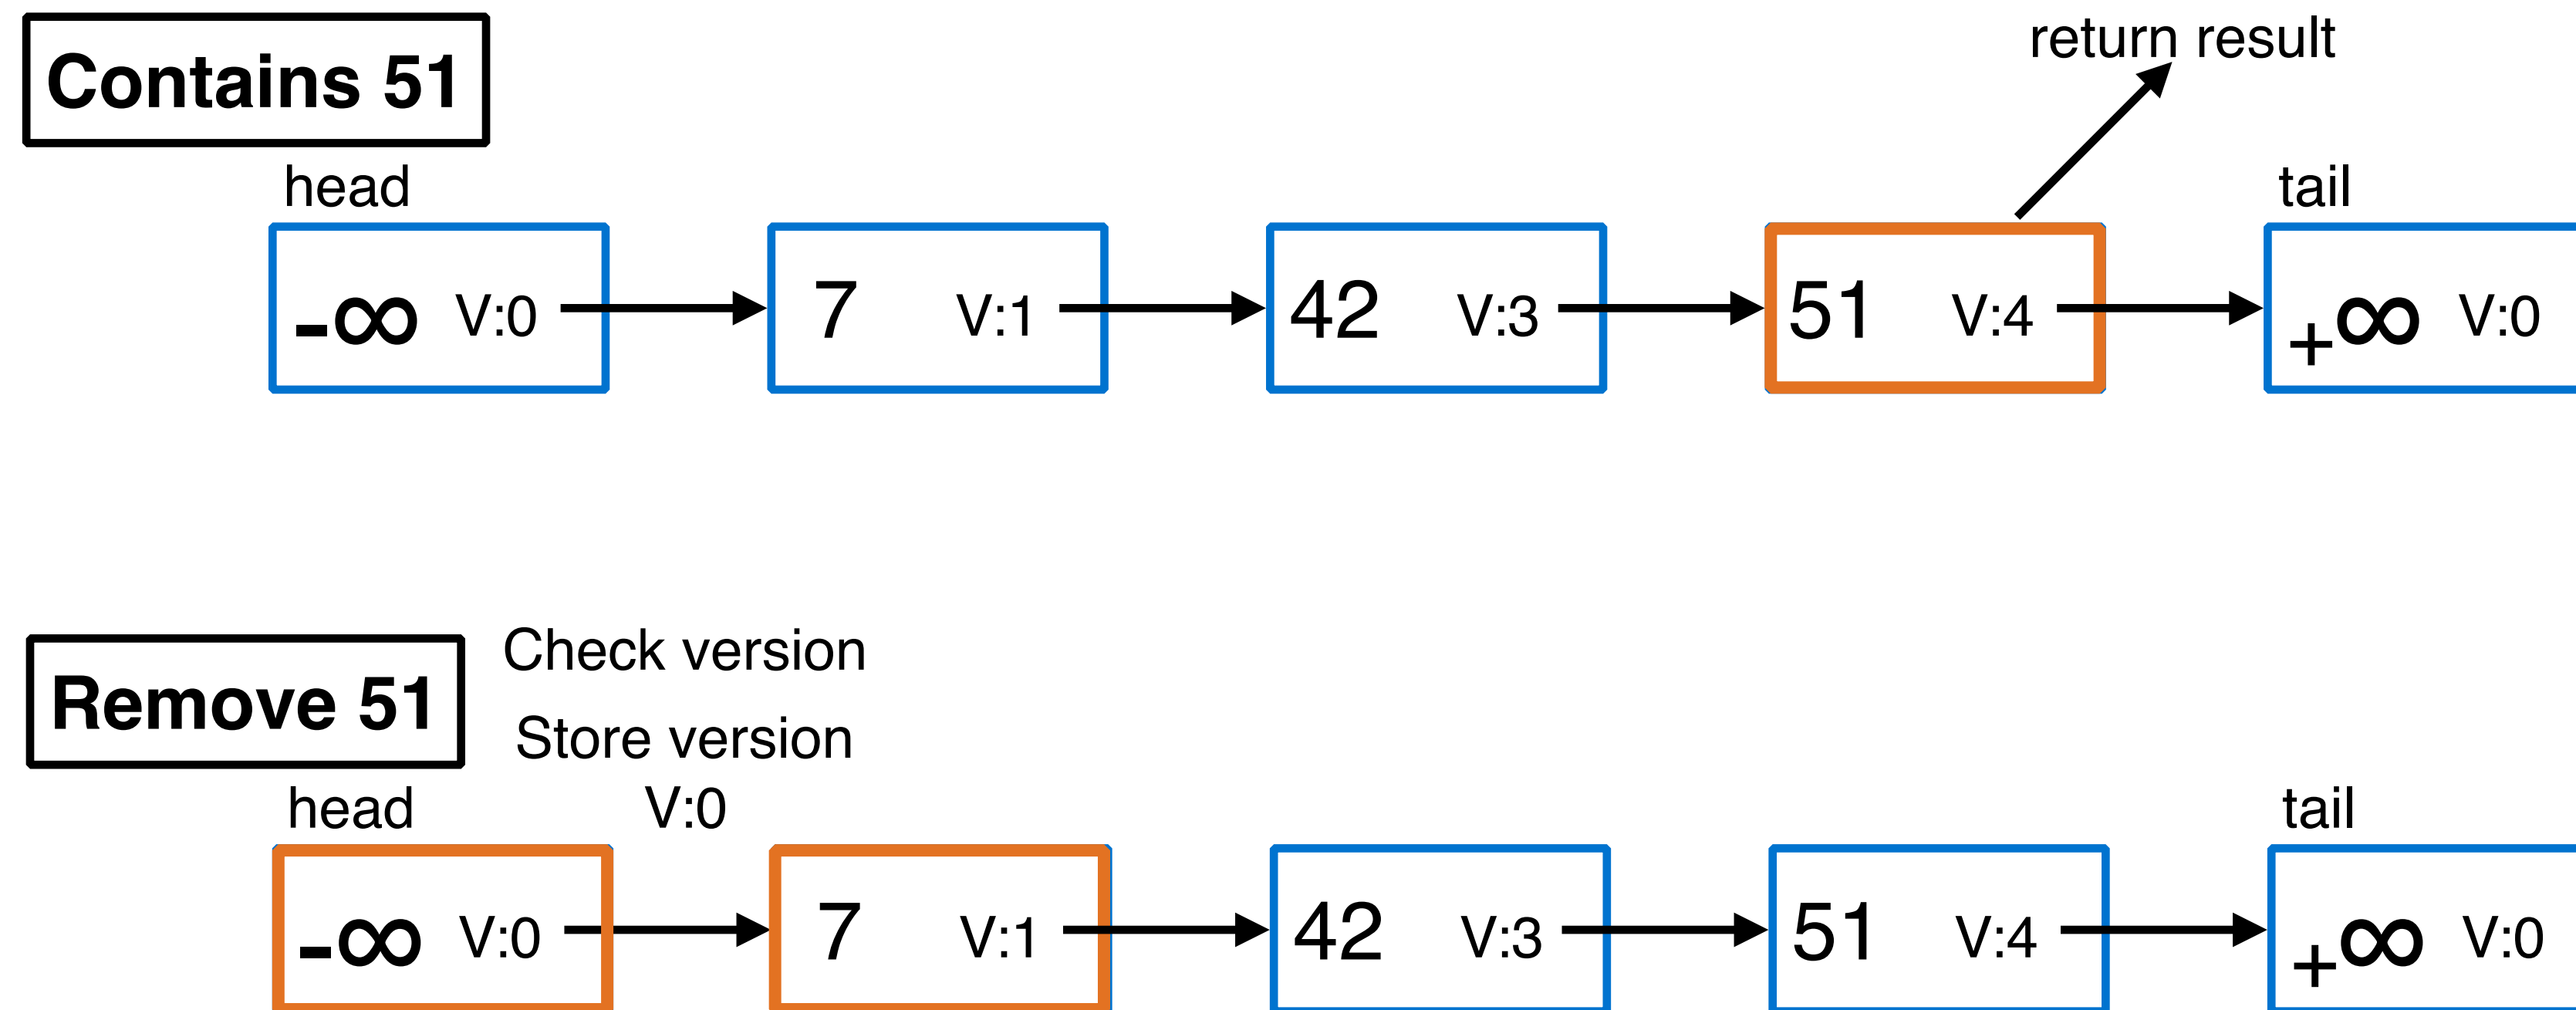 Contains 51
return result
head
tail
-∞ V:0
7 V:1
42 V:3
51 V:4
+∞ V:0
Remove 51
Check version
Store version
V:0
head
tail
-∞ V:0
7 V:1
42 V:3
51 V:4
+∞ V:0